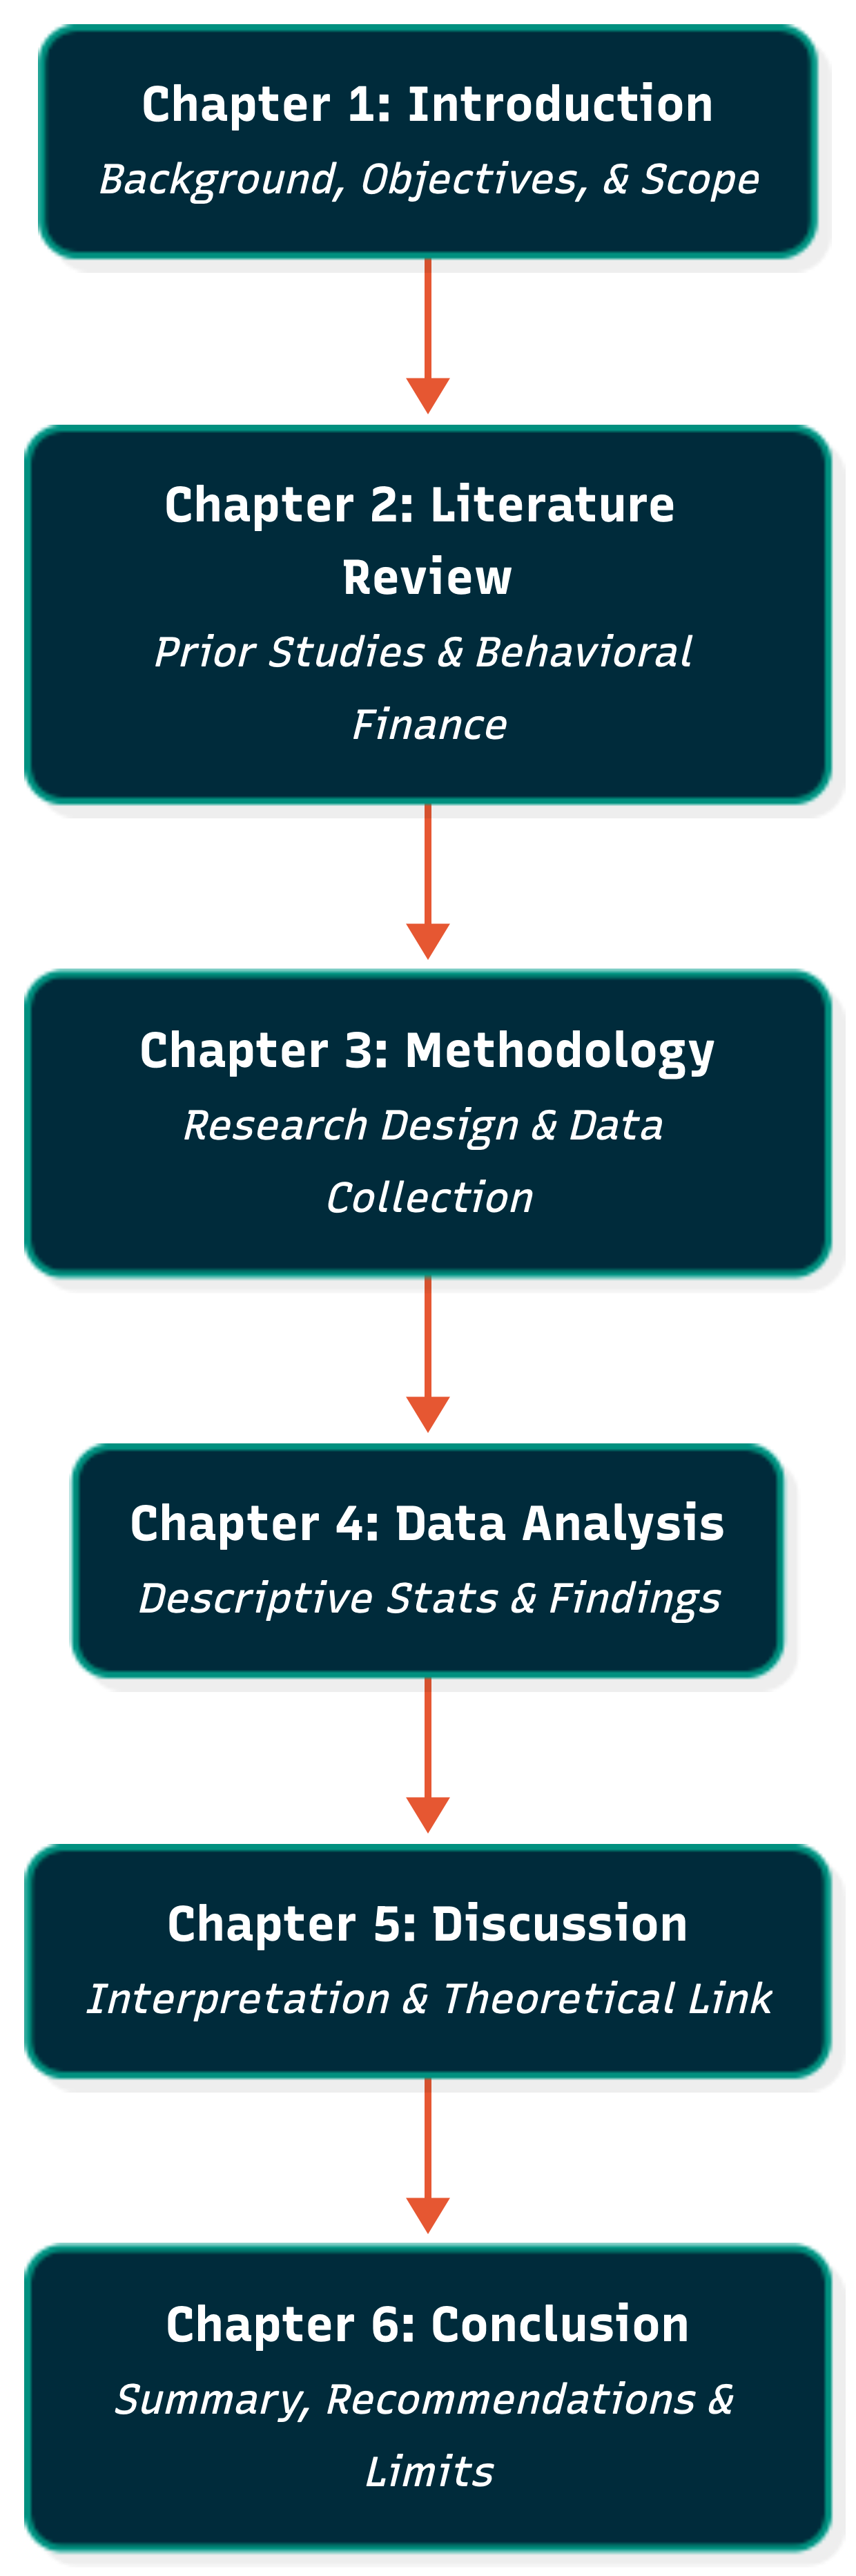 Chapter 1: Introduction
Background, Objectives, & Scope
Chapter 2: Literature
Review
Prior Studies & Behavioral
Finance
Chapter 3: Methodology
Research Design & Data
Collection
Chapter 4: Data Analysis
Descriptive Stats & Findings
Chapter 5: Discussion
Interpretation & Theoretical Link
Chapter 6: Conclusion
Summary, Recommendations &
Limits